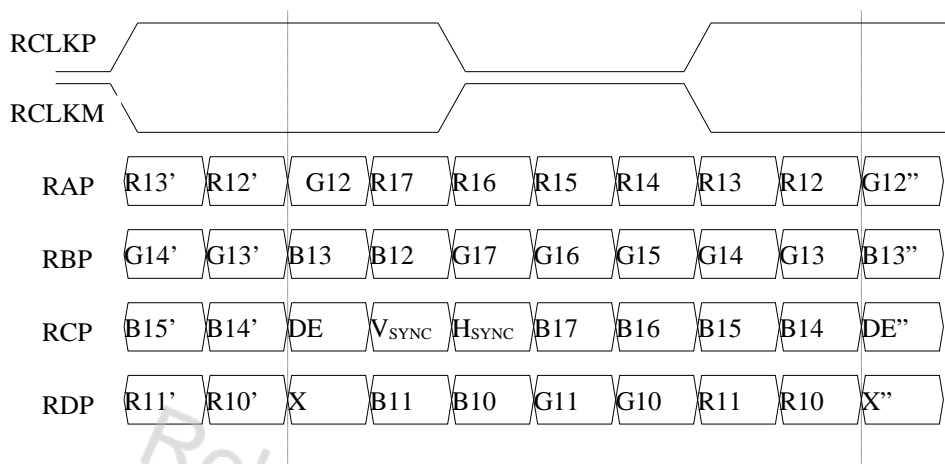 RCLKP
RCLKM
RAP R13’ R12’ G12 R17 R16 R15 R14 R13 R12 G12”
RBP G14’ G13’ B13 B12 G17 G16 G15 G14 G13 B13”
RCP B15’ B14’ DE VSYNC HSYNC B17 B16 B15 B14 DE”
RDP R11’ R10’ X B11 B10 G11 G10 R11 R10 X”